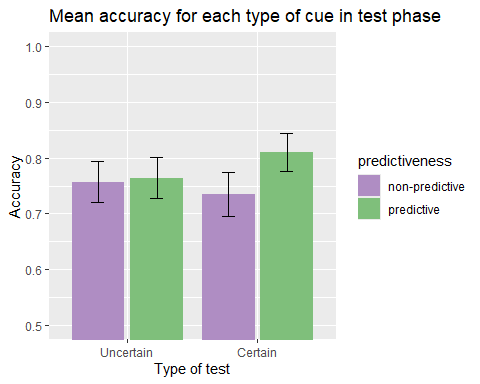 Mean accuracy for each type of cue in test phase
Accuracy
1.0
0.9
0.8
0.7
0.6
0.5
Uncertain
Certain
Type of test
predictiveness
non-predictive
predictive